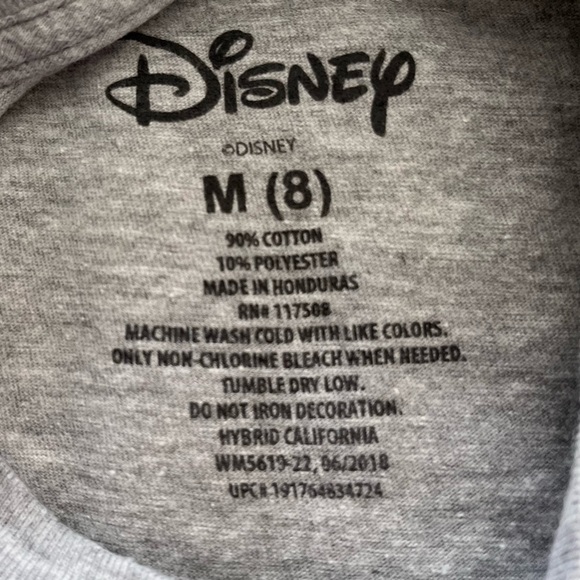 Disney
©DISNEY
M (8)
90% COTTON
10% POLYESTER
MADE IN HONDURAS
RN# 117508
MACHINE WASH COLD WITH LIKE COLORS.
ONLY NON-CHLORINE BLEACH WHEN NEEDED.
TUMBLE DRY LOW.
DO NOT IRON DECORATION.
HYBRID CALIFORNIA
WM5619-22, 06/2018
UPC# 191764834724